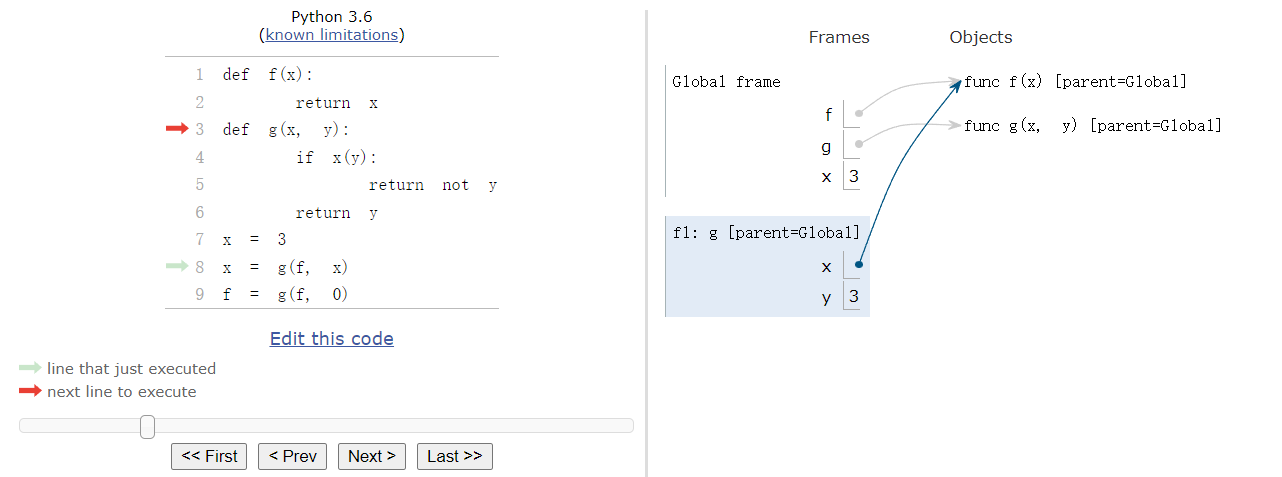 Python 3.6
(known limitations)
1 def f(x):
2 return x
3 def g(x, y):
4 if x(y):
5 return not y
6 return y
7 x = 3
8 x = g(f, x)
9 f = g(f, 0)
Edit this code
line that just executed
next line to execute
<< First < Prev Next > Last >>
Frames Objects
Global frame
f
g
x 3
func f(x) [parent=Global]
func g(x, y) [parent=Global]
f1: g [parent=Global]
x
y 3